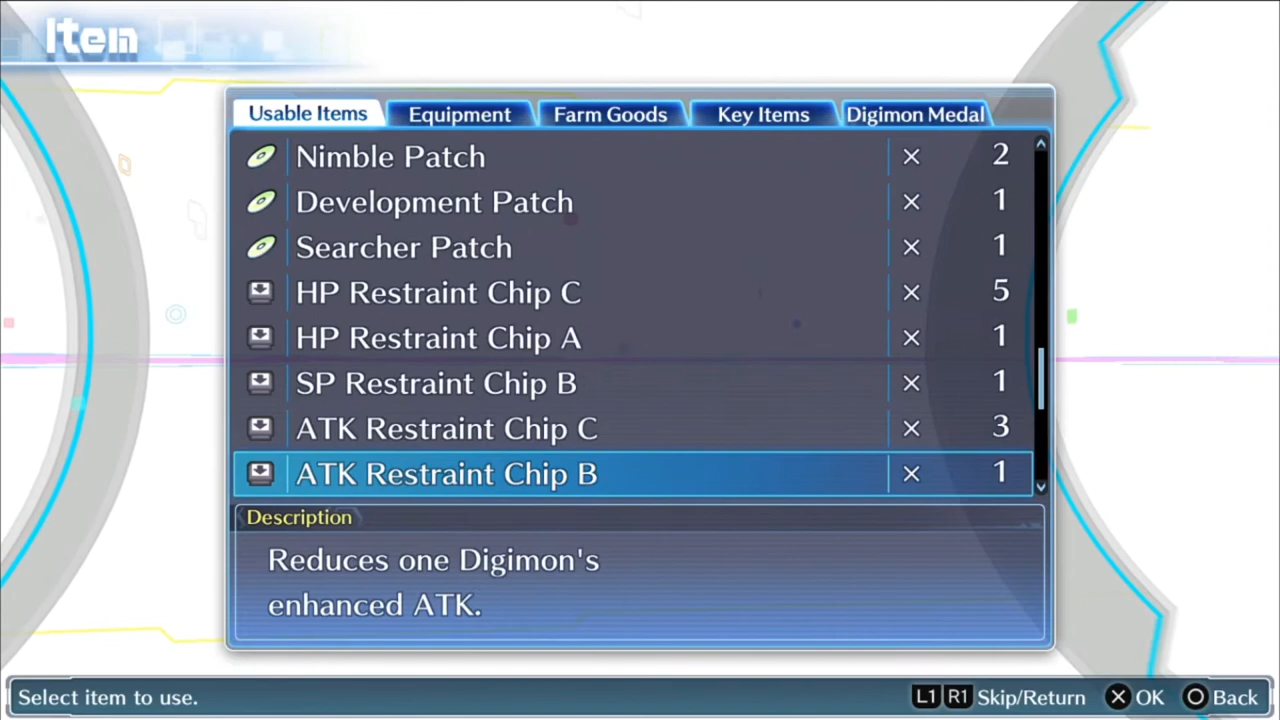 Item
Usable Items Equipment Farm Goods Key Items Digimon Medal
Nimble Patch × 2
Development Patch × 1
Searcher Patch × 1
HP Restraint Chip C × 5
HP Restraint Chip A × 1
SP Restraint Chip B × 1
ATK Restraint Chip C × 3
ATK Restraint Chip B × 1
Description
Reduces one Digimon's
enhanced ATK.
Select item to use. L1 R1 Skip/Return OK Back